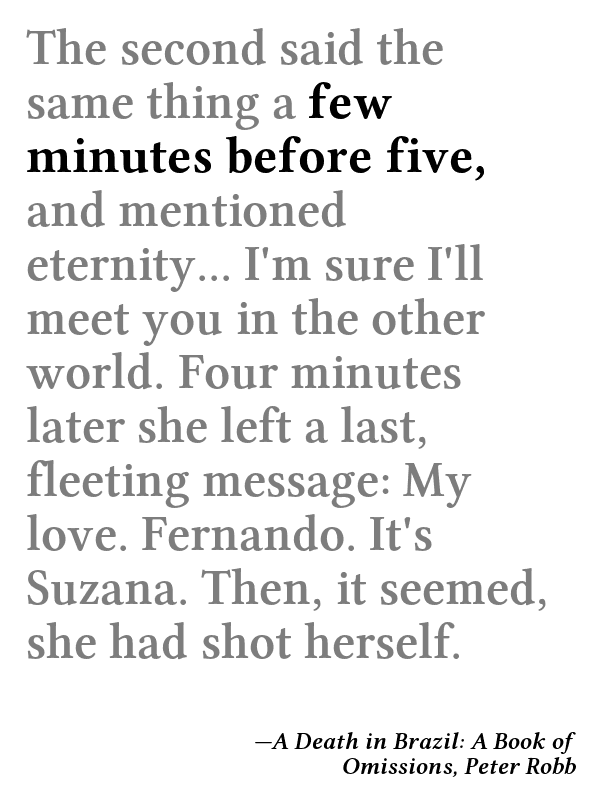 The second said the
same thing a few
minutes before five,
and mentioned
eternity... I'm sure I'll
meet you in the other
world. Four minutes
later she left a last,
fleeting message: My
love. Fernando. It's
Suzana. Then, it seemed,
she had shot herself.
—A Death in Brazil: A Book of
Omissions, Peter Robb